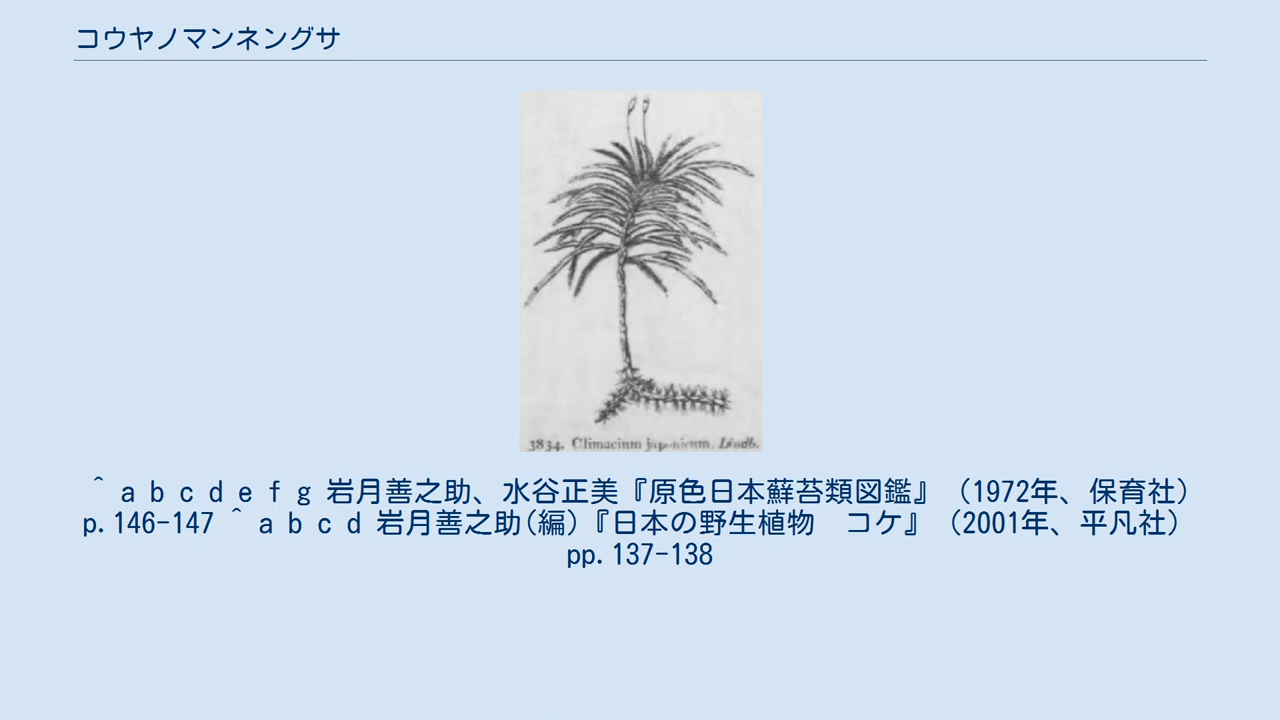 コウヤノマンネングサ
3834. Climacium japonicum. Lindb.
^ a b c d e f g 岩月善之助、水谷正美『原色日本蘚苔類図鑑』（1972年、保育社）
p.146-147 ^ a b c d 岩月善之助(編)『日本の野生植物　コケ』（2001年、平凡社）
pp.137-138